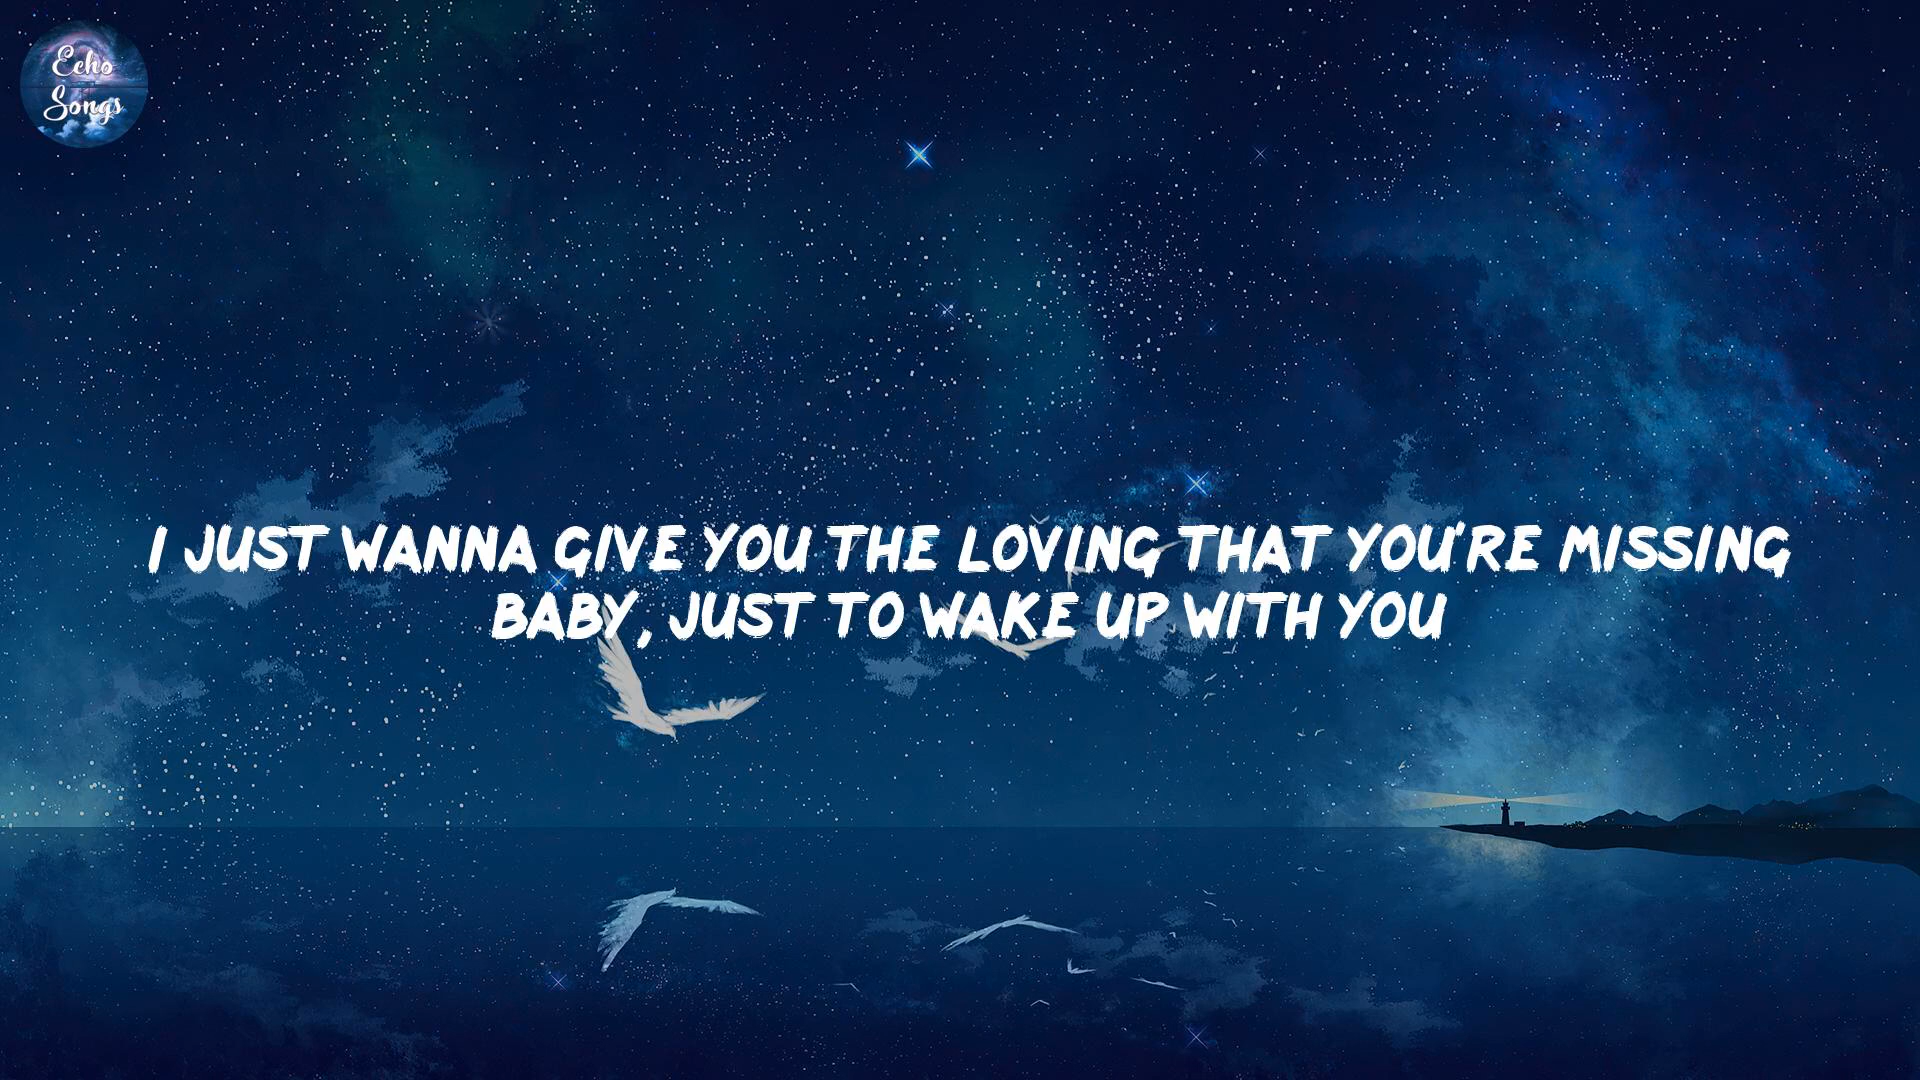 Echo
Songs
I JUST WANNA GIVE YOU THE LOVING THAT YOU'RE MISSING
BABY, JUST TO WAKE UP WITH YOU